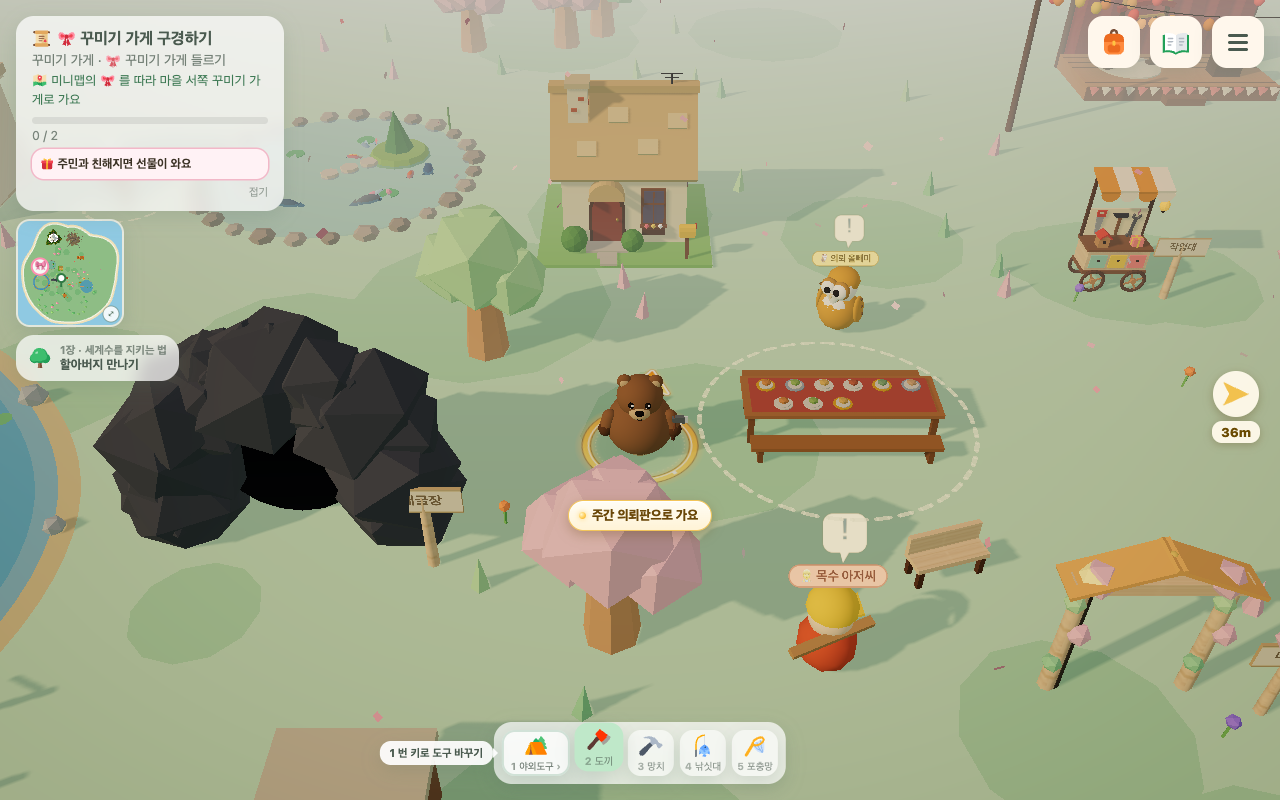 꾸미기 가게 구경하기
꾸미기 가게 · 꾸미기 가게 들르기
미니맵의 를 따라 마을 서쪽 꾸미기 가
게로 가요
0 / 2
주민과 친해지면 선물이 와요
접기
1장 · 세계수를 지키는 법
할아버지 만나기
의뢰 올빼미
!
작업대
36m
주간 의뢰판으로 가요
!
목수 아저씨
1 번 키로 도구 바꾸기
1 야외도구 ›
2 도끼
3 망치
4 낚싯대
5 포충망